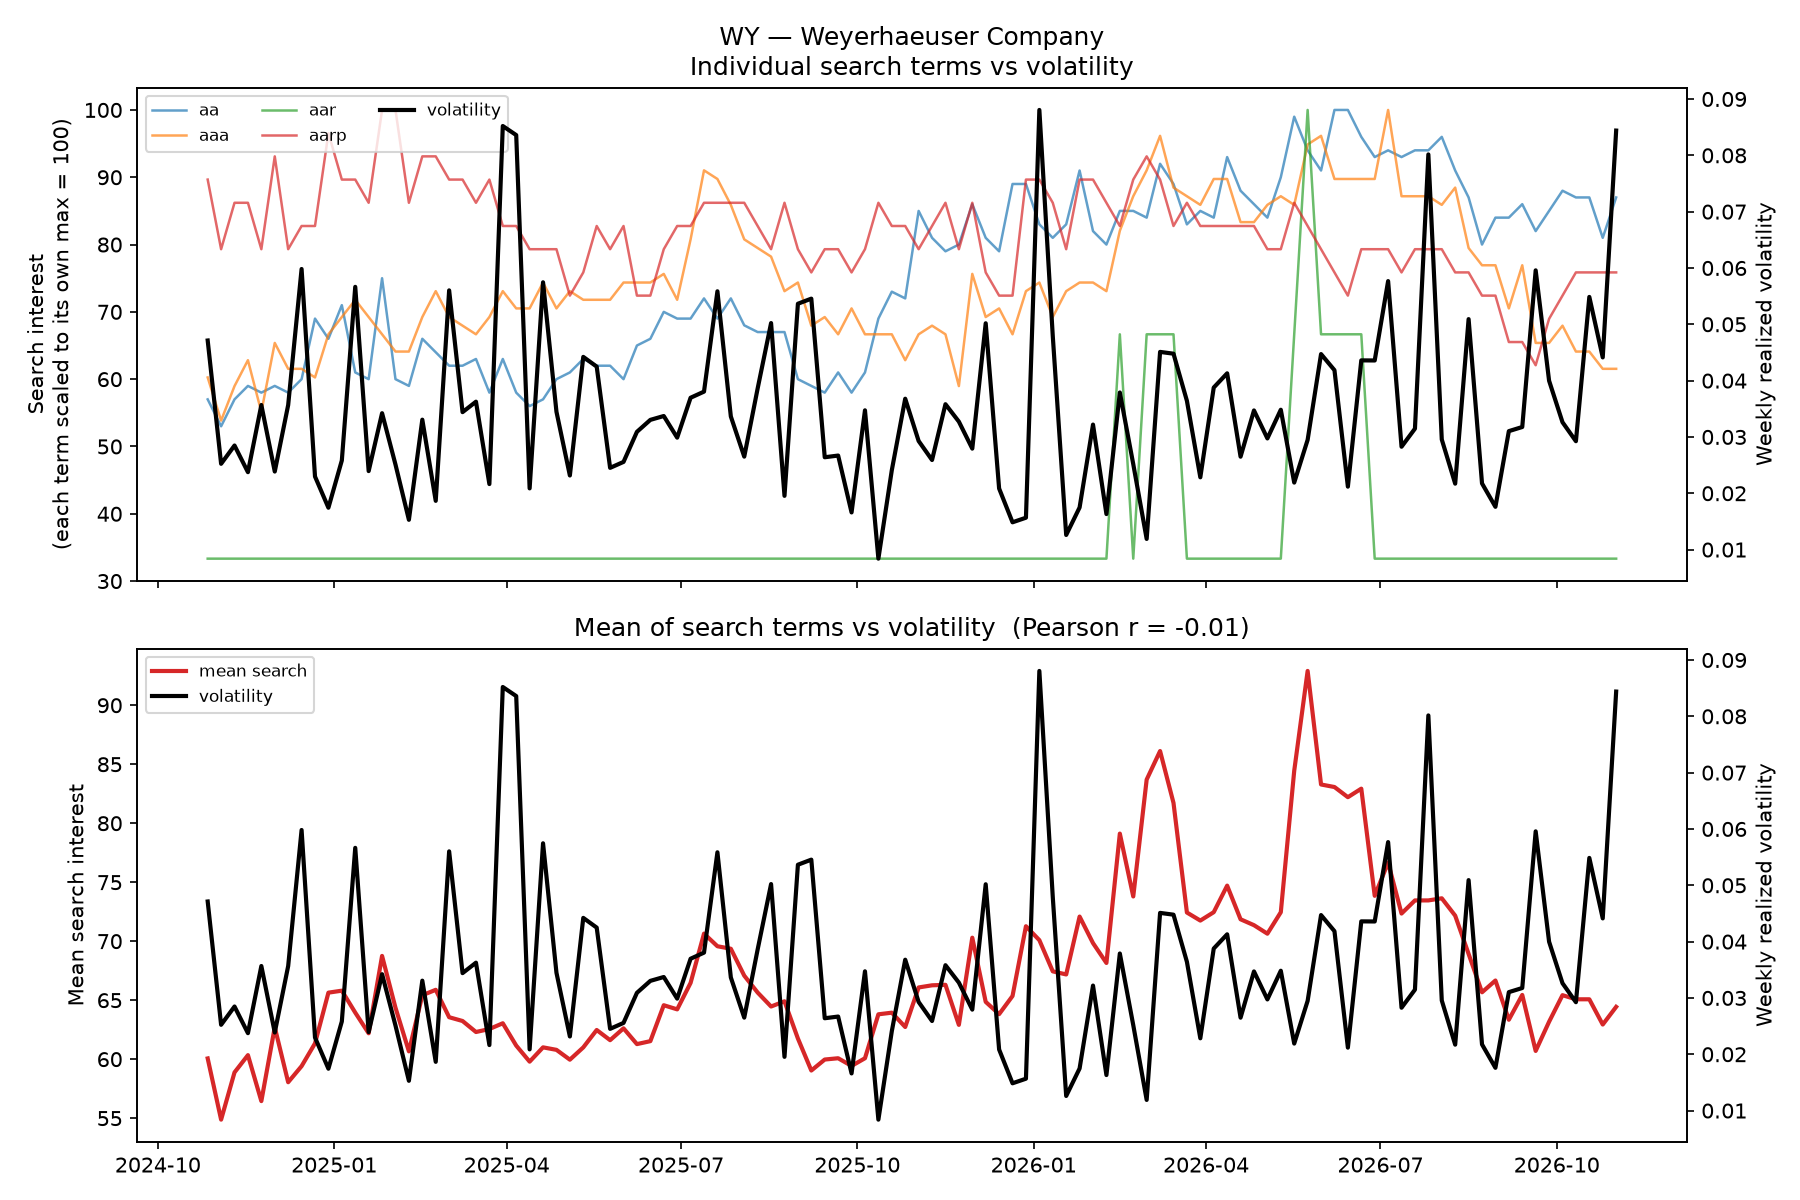 WY — Weyerhaeuser Company
Individual search terms vs volatility
aa
aaa
aar
aarp
volatility
Search interest
(each term scaled to its own max = 100)
100
90
80
70
60
50
40
30
0.09
0.08
0.07
0.06
0.05
0.04
0.03
0.02
0.01
Weekly realized volatility
Mean of search terms vs volatility (Pearson r = -0.01)
mean search
volatility
Mean search interest
90
85
80
75
70
65
60
55
0.09
0.08
0.07
0.06
0.05
0.04
0.03
0.02
0.01
Weekly realized volatility
2024-10
2025-01
2025-04
2025-07
2025-10
2026-01
2026-04
2026-07
2026-10